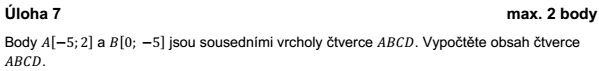 Úloha 7 max. 2 body
Body A[−5; 2] a B[0; −5] jsou sousedními vrcholy čtverce ABCD. Vypočtěte obsah čtverce
ABCD.